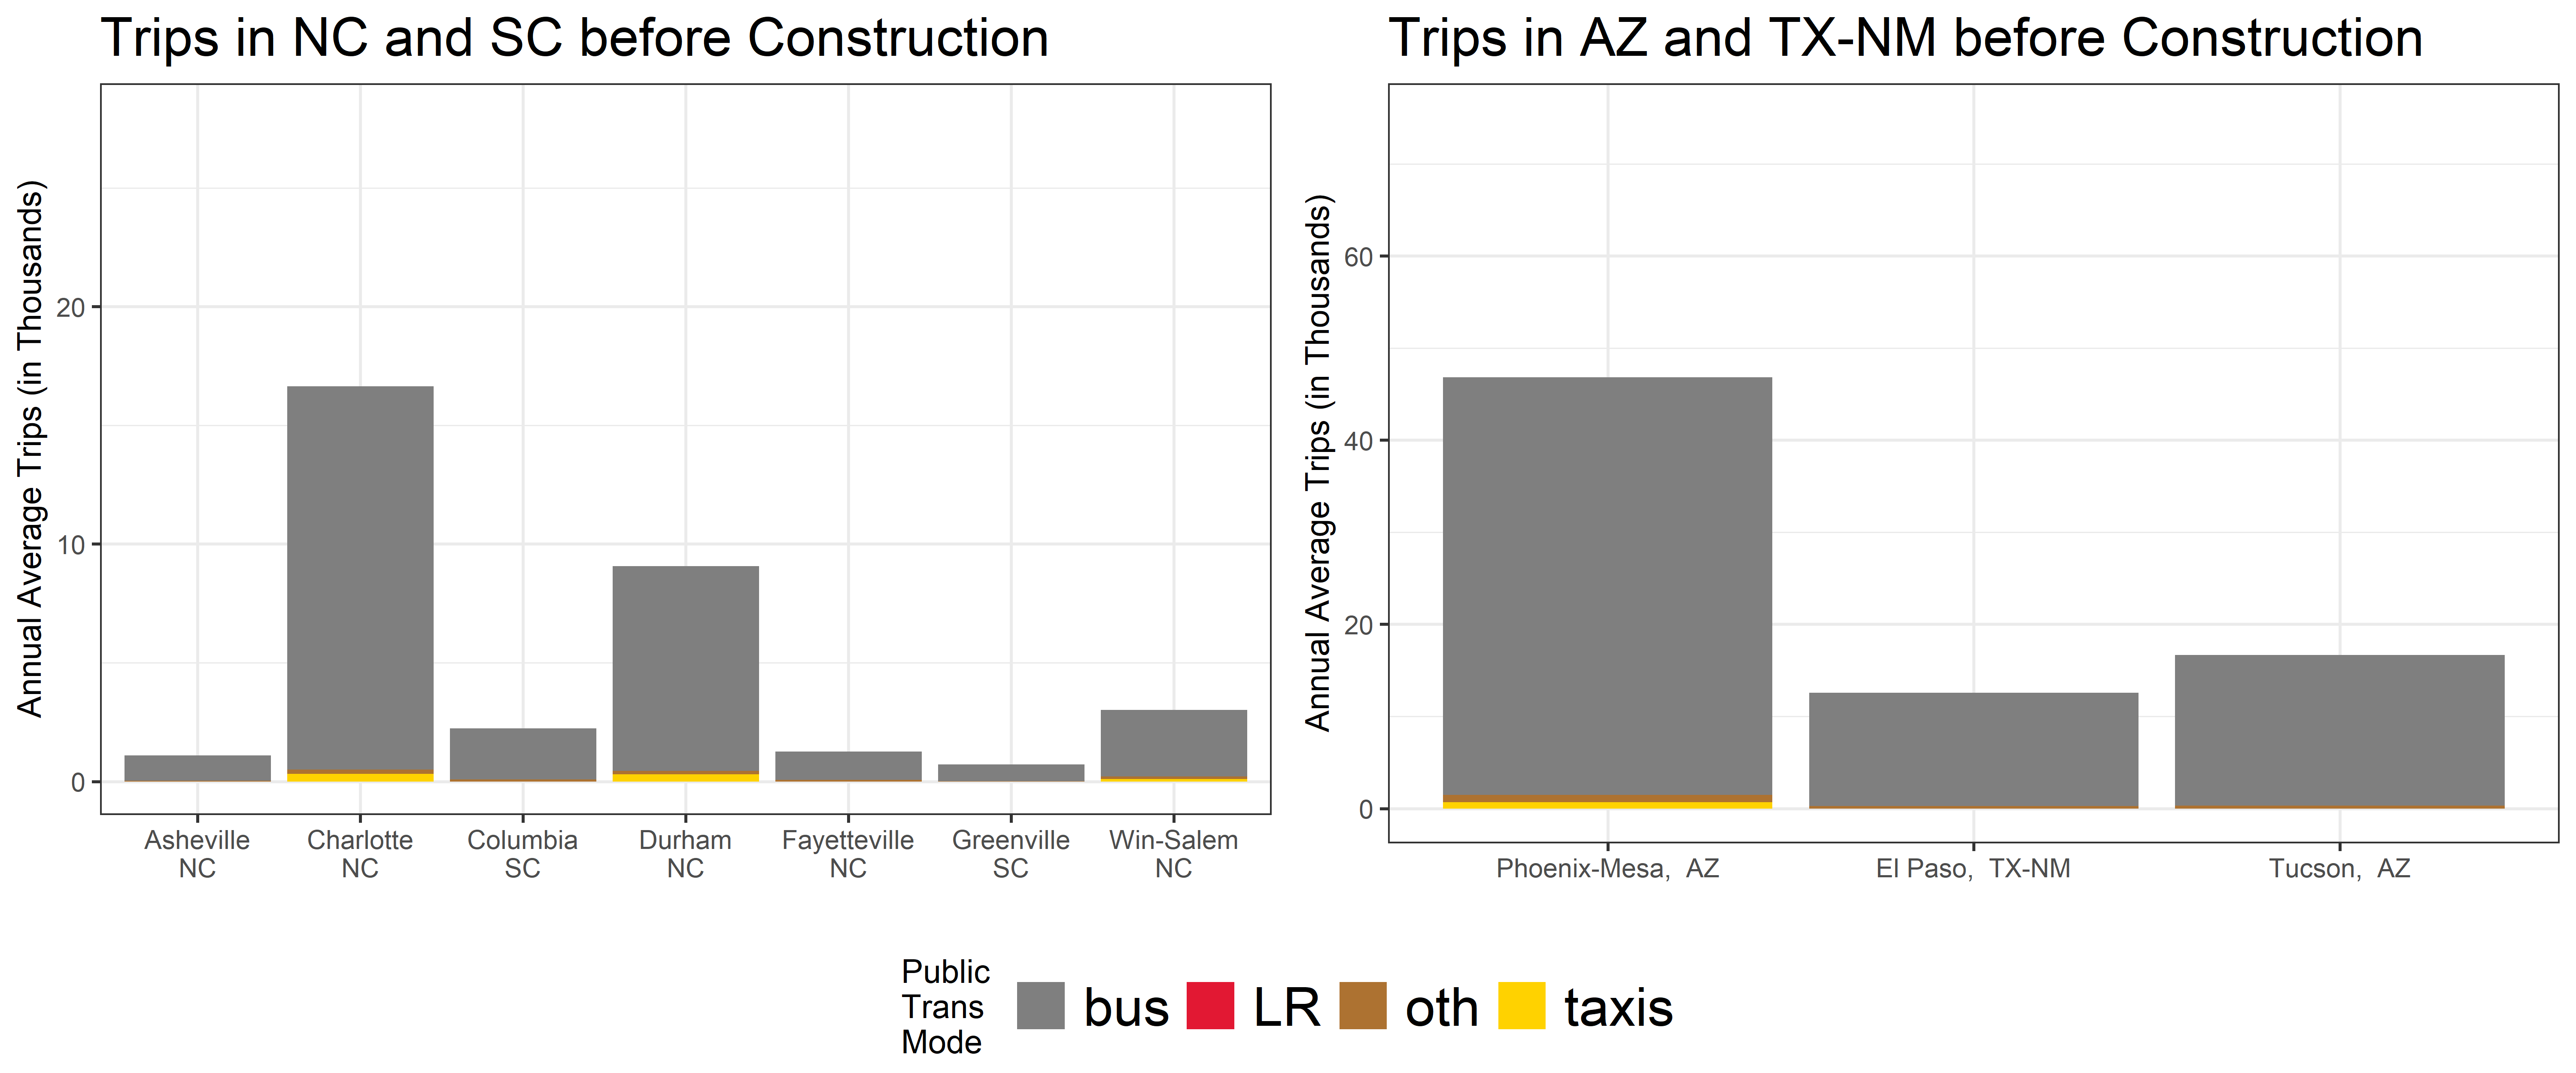 Trips in NC and SC before Construction
Annual Average Trips (in Thousands)
20
10
0
Asheville
NC
Charlotte
NC
Columbia
SC
Durham
NC
Fayetteville
NC
Greenville
SC
Win-Salem
NC
Trips in AZ and TX-NM before Construction
Annual Average Trips (in Thousands)
60
40
20
0
Phoenix-Mesa,  AZ
El Paso,  TX-NM
Tucson,  AZ
Public
Trans
Mode
bus
LR
oth
taxis